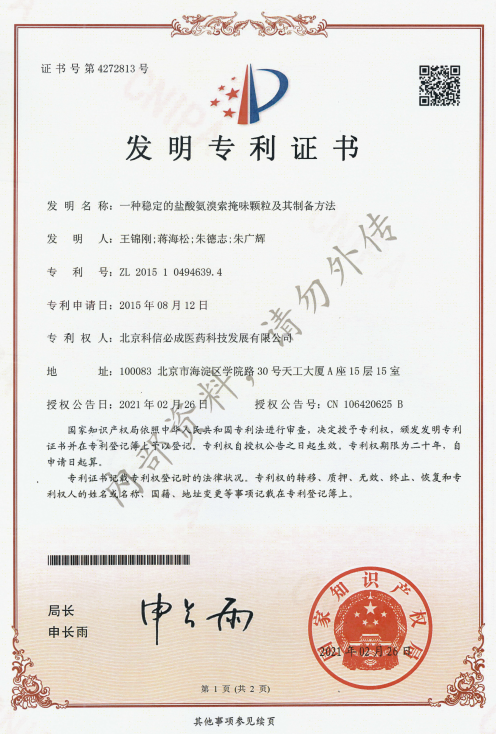 证书号第4272813号
发明专利证书
发明名称：一种稳定的盐酸氨溴索掩味颗粒及其制备方法
发明人：王锦刚;蒋海松;朱德志;朱广辉
专利号：ZL 2015 1 0494639.4
专利申请日：2015年08月12日
专利权人：北京科信必成医药科技发展有限公司
地址：100083 北京市海淀区学院路30号天工大厦A座15层15室
授权公告日：2021年02月26日 授权公告号：CN 106420625 B
国家知识产权局依照中华人民共和国专利法进行审查，决定授予专利权，颁发发明专利
证书并在专利登记簿上予以登记。专利权自授权公告之日起生效。专利权期限为二十年，自
申请日起算。
专利证书记载专利权登记时的法律状况。专利权的转移、质押、无效、终止、恢复和专
利权人的姓名或名称、国籍、地址变更等事项记载在专利登记簿上。
内部资料，请勿外传
局长
申长雨
申长雨
国家知识产权局
2021年02月26日
第 1 页 (共 2 页)
其他事项参见续页
CNIPA